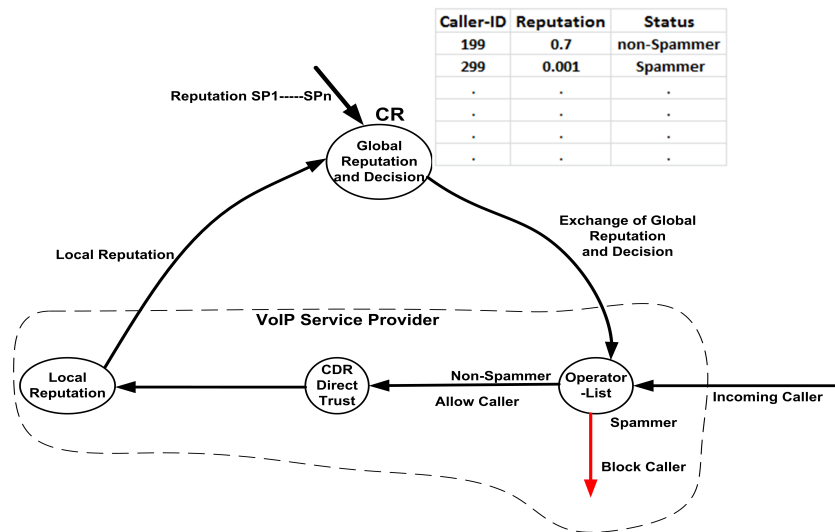 Caller-ID Reputation Status
199 0.7 non-Spammer
299 0.001 Spammer
. . .
. . .
. . .
. . .
Reputation SP1-----SPn
CR
Global
Reputation
and Decision
Exchange of Global
Reputation
and Decision
Local Reputation
VoIP Service Provider
Local
Reputation
CDR
Direct
Trust
Non-Spammer
Allow Caller
Operator
-List
Incoming Caller
Spammer
Block Caller